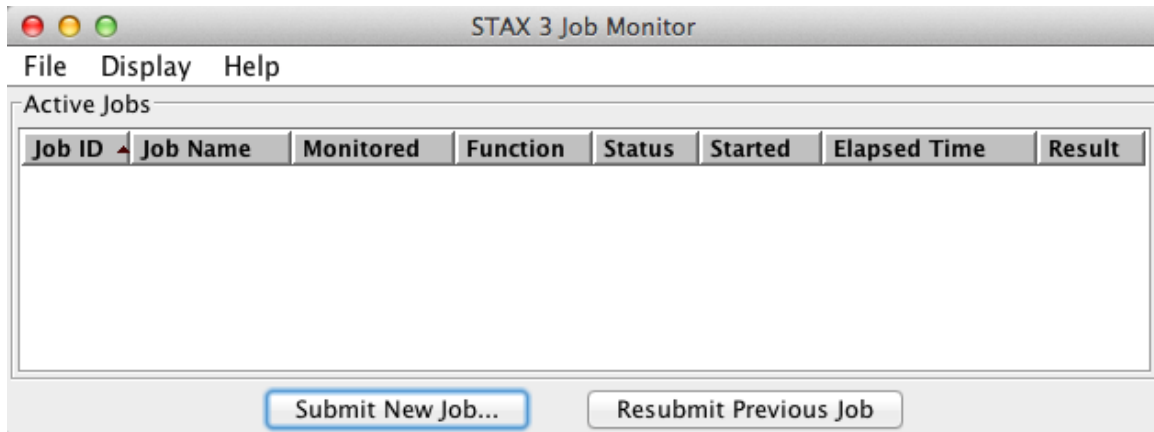 STAX 3 Job Monitor
File Display Help
Active Jobs
Job ID Job Name Monitored Function Status Started Elapsed Time Result
Submit New Job... Resubmit Previous Job